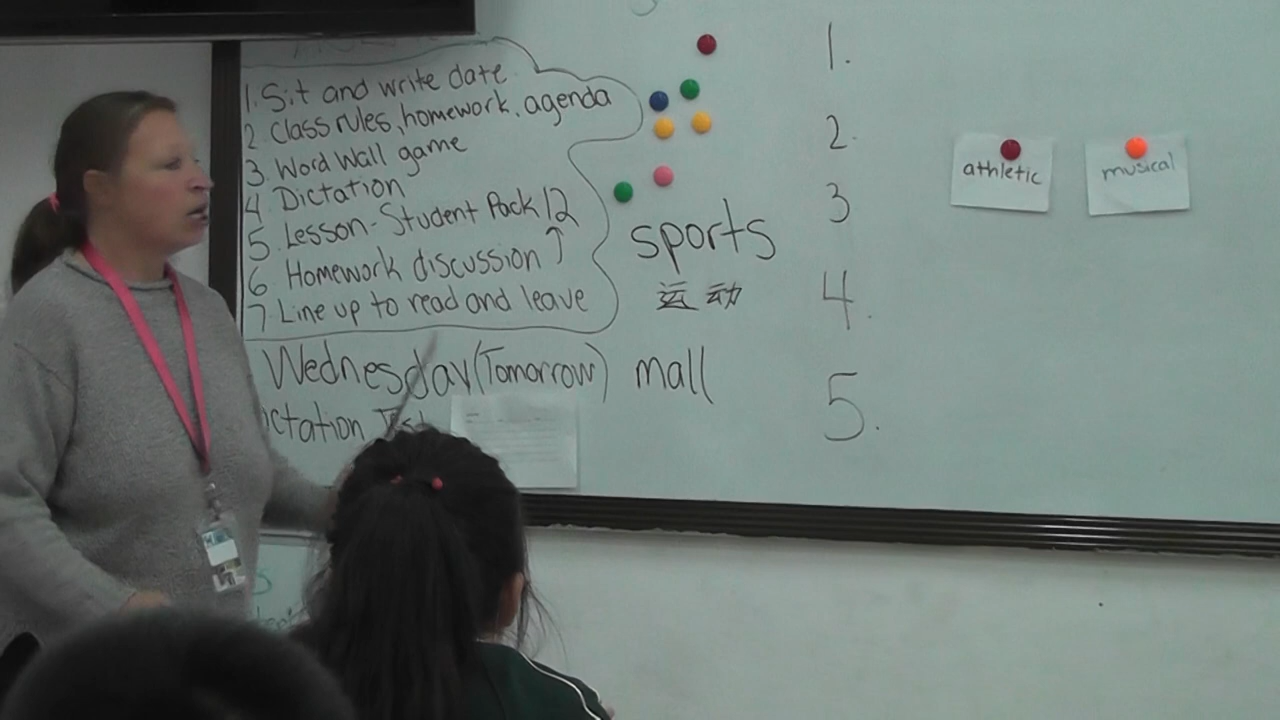 1. Sit and write date
2. Class rules, homework, agenda
3. Word Wall game
4 Dictation
5. Lesson - Student Pack 12
6 Homework discussion ↑
7 Line up to read and leave
Wednesday (Tomorrow) mall
ctation Test
sports
运动
1.
2.
3
4.
5.
athletic
musical